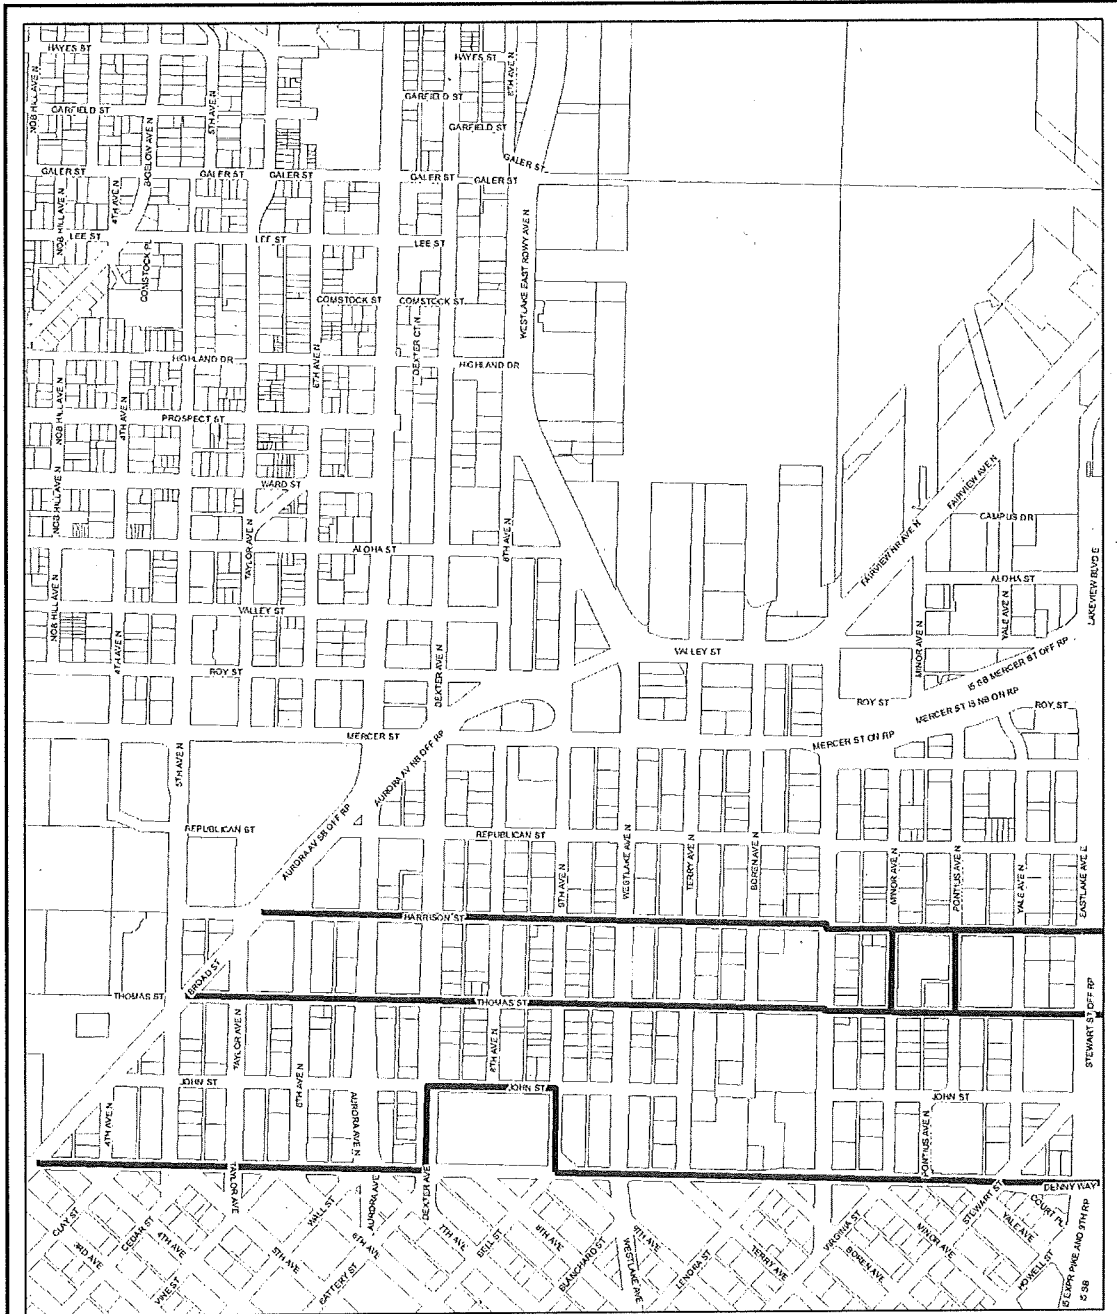 HAYES ST
HAYES ST
NOB HILL AVE N
5TH AVE N
8TH AVE N
GARFIELD ST
GARFIELD ST
GARFIELD ST
BIGELOW AVE N
GALER ST
GALER ST
GALER ST
GALER ST
GALER ST
GALER ST
4TH AVE N
NOB HILL AVE N
LEE ST
LEE ST
LEE ST
COMSTOCK PL
COMSTOCK ST
COMSTOCK ST
WESTLAKE EAST RDWY AVE N
DEXTER CT N
HIGHLAND DR
HIGHLAND DR
6TH AVE N
NOB HILL AVE N
4TH AVE N
PROSPECT ST
WARD ST
NOB HILL AVE N
FAIRVIEW AVE N
CAMPUS DR
TAYLOR AVE N
ALOHA ST
8TH AVE N
FAIRVIEW NR AVE N
ALOHA ST
LAKEVIEW BLVD E
NOB HILL AVE N
VALLEY ST
YALE AVE N
4TH AVE N
VALLEY ST
MINOR AVE N
ROY ST
DEXTER AVE N
I5 SB MERCER ST OFF RP
ROY ST
MERCER ST I5 NB ON RP
ROY ST
MERCER ST
MERCER ST ON RP
5TH AVE N
AURORA AV NB OFF RP
AURORA AV SB OFF RP
REPUBLICAN ST
REPUBLICAN ST
9TH AVE N
WESTLAKE AVE N
TERRY AVE N
BOREN AVE N
MINOR AVE N
PONTIUS AVE N
YALE AVE N
EASTLAKE AVE E
HARRISON ST
BROAD ST
THOMAS ST
THOMAS ST
STEWART ST OFF RP
TAYLOR AVE N
8TH AVE N
JOHN ST
JOHN ST
JOHN ST
6TH AVE N
4TH AVE N
AURORA AVE N
PONTIUS AVE N
DENNY WAY
TAYLOR AVE
DEXTER AVE
WALL ST
AURORA AVE
CLAY ST
CEDAR ST
3RD AVE
4TH AVE
5TH AVE
6TH AVE
7TH AVE
BELL ST
8TH AVE
BLANCHARD ST
WESTLAKE AVE
9TH AVE
LENORA ST
TERRY AVE
VIRGINIA ST
BOREN AVE
MINOR AVE
STEWART ST
YALE AVE
COURT PL
HOWELL ST
VINE ST
BATTERY ST
I5 EXPR PIKE AND 9TH RP
I5 SB